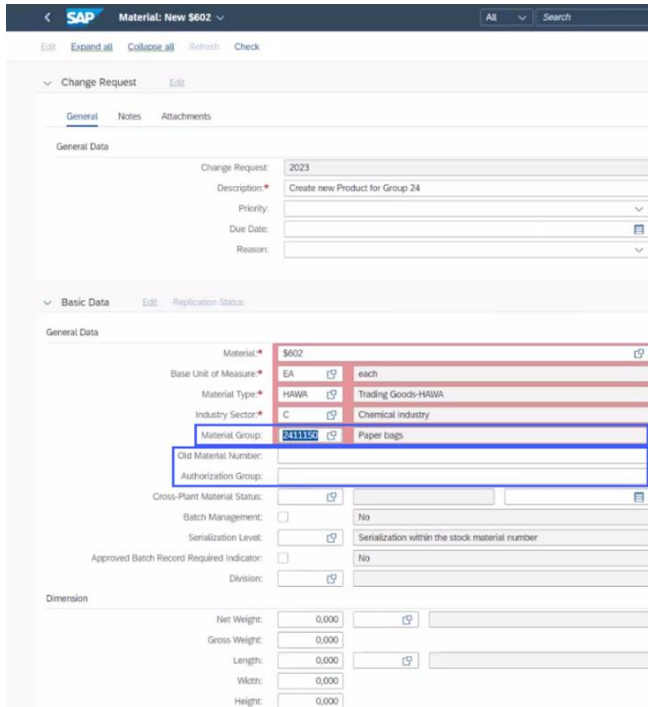 SAP Material: New $602 All Search
Edit Expand all Collapse all Refresh Check
Change Request Edit
General Notes Attachments
General Data
Change Request: 2023
Description:* Create new Product for Group 24
Priority:
Due Date:
Reason:
Basic Data Edit Replication Status
General Data
Material:* $602
Base Unit of Measure:* EA each
Material Type:* HAWA Trading Goods-HAWA
Industry Sector:* C Chemical industry
Material Group: 2411150 Paper bags
Old Material Number:
Authorization Group:
Cross-Plant Material Status:
Batch Management: No
Serialization Level: Serialization within the stock material number
Approved Batch Record Required Indicator: No
Division:
Dimension
Net Weight: 0,000
Gross Weight: 0,000
Length: 0,000
Width: 0,000
Height: 0,000